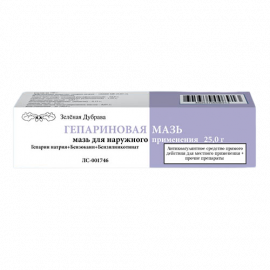 Зелёная Дубрава
ГЕПАРИНОВАЯ МАЗЬ
мазь для наружного применения 25,0 г
Гепарин натрия+Бензокаин+Бензилникотинат
ЛС-001746
Антикоагулянтное средство прямого
действия для местного применения +
прочие препараты